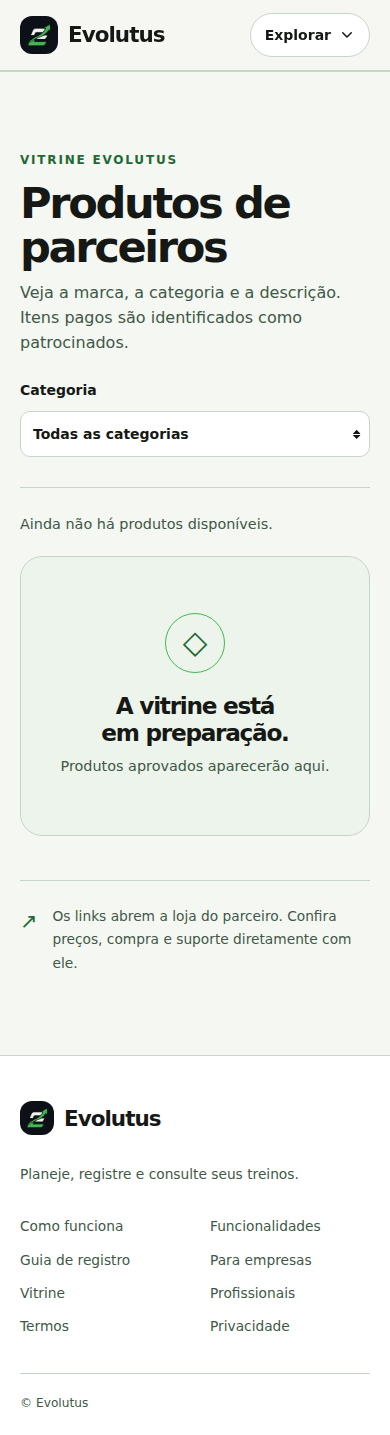 Evolutus
Explorar
VITRINE EVOLUTUS
Produtos de
parceiros
Veja a marca, a categoria e a descrição.
Itens pagos são identificados como
patrocinados.
Categoria
Todas as categorias
Ainda não há produtos disponíveis.
A vitrine está
em preparação.
Produtos aprovados aparecerão aqui.
Os links abrem a loja do parceiro. Confira
preços, compra e suporte diretamente com
ele.
Evolutus
Planeje, registre e consulte seus treinos.
Como funciona
Funcionalidades
Guia de registro
Para empresas
Vitrine
Profissionais
Termos
Privacidade
© Evolutus